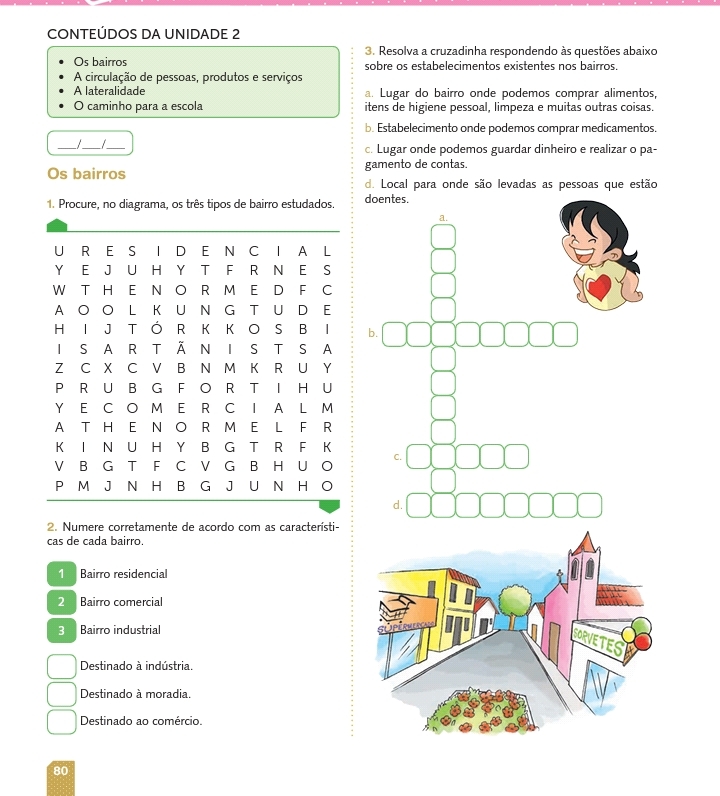 CONTEÚDOS DA UNIDADE 2
• Os bairros
• A circulação de pessoas, produtos e serviços
• A lateralidade
• O caminho para a escola
___/___/___
Os bairros
1. Procure, no diagrama, os três tipos de bairro estudados.
U R E S I D E N C I A L
Y E J U H Y T F R N E S
W T H E N O R M E D F C
A O O L K U N G T U D E
H I J T Ó R K K O S B I
I S A R T Ã N I S T S A
Z C X C V B N M K R U Y
P R U B G F O R T I H U
Y E C O M E R C I A L M
A T H E N O R M E L F R
K I N U H Y B G T R F K
V B G T F C V G B H U O
P M J N H B G J U N H O
2. Numere corretamente de acordo com as característi-
cas de cada bairro.
1 Bairro residencial
2 Bairro comercial
3 Bairro industrial
Destinado à indústria.
Destinado à moradia.
Destinado ao comércio.
80
3. Resolva a cruzadinha respondendo às questões abaixo
sobre os estabelecimentos existentes nos bairros.
a. Lugar do bairro onde podemos comprar alimentos,
itens de higiene pessoal, limpeza e muitas outras coisas.
b. Estabelecimento onde podemos comprar medicamentos.
c. Lugar onde podemos guardar dinheiro e realizar o pa-
gamento de contas.
d. Local para onde são levadas as pessoas que estão
doentes.
a.
b.
c.
d.
SUPERMERCADO
SORVETES